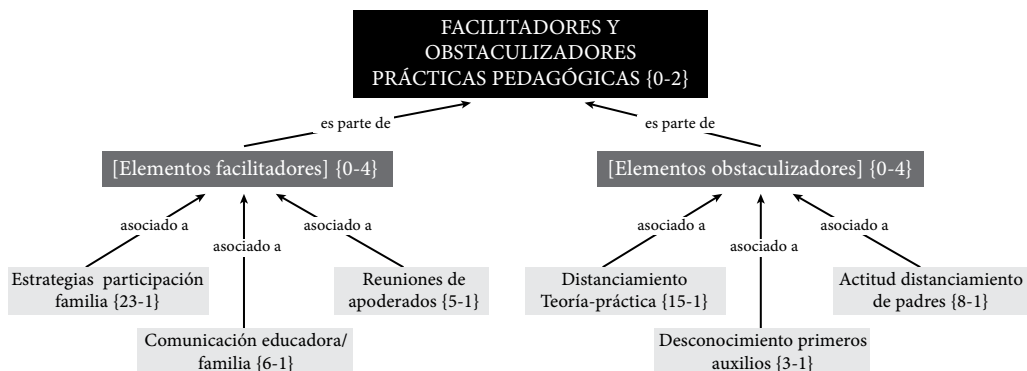 FACILITADORES Y
OBSTACULIZADORES
PRÁCTICAS PEDAGÓGICAS {0-2}
es parte de
es parte de
[Elementos facilitadores] {0-4}
[Elementos obstaculizadores] {0-4}
asociado a
asociado a
asociado a
asociado a
asociado a
asociado a
Estrategias participación
familia {23-1}
Reuniones de
apoderados {5-1}
Distanciamiento
Teoría-práctica {15-1}
Actitud distanciamiento
de padres {8-1}
Comunicación educadora/
familia {6-1}
Desconocimiento primeros
auxilios {3-1}